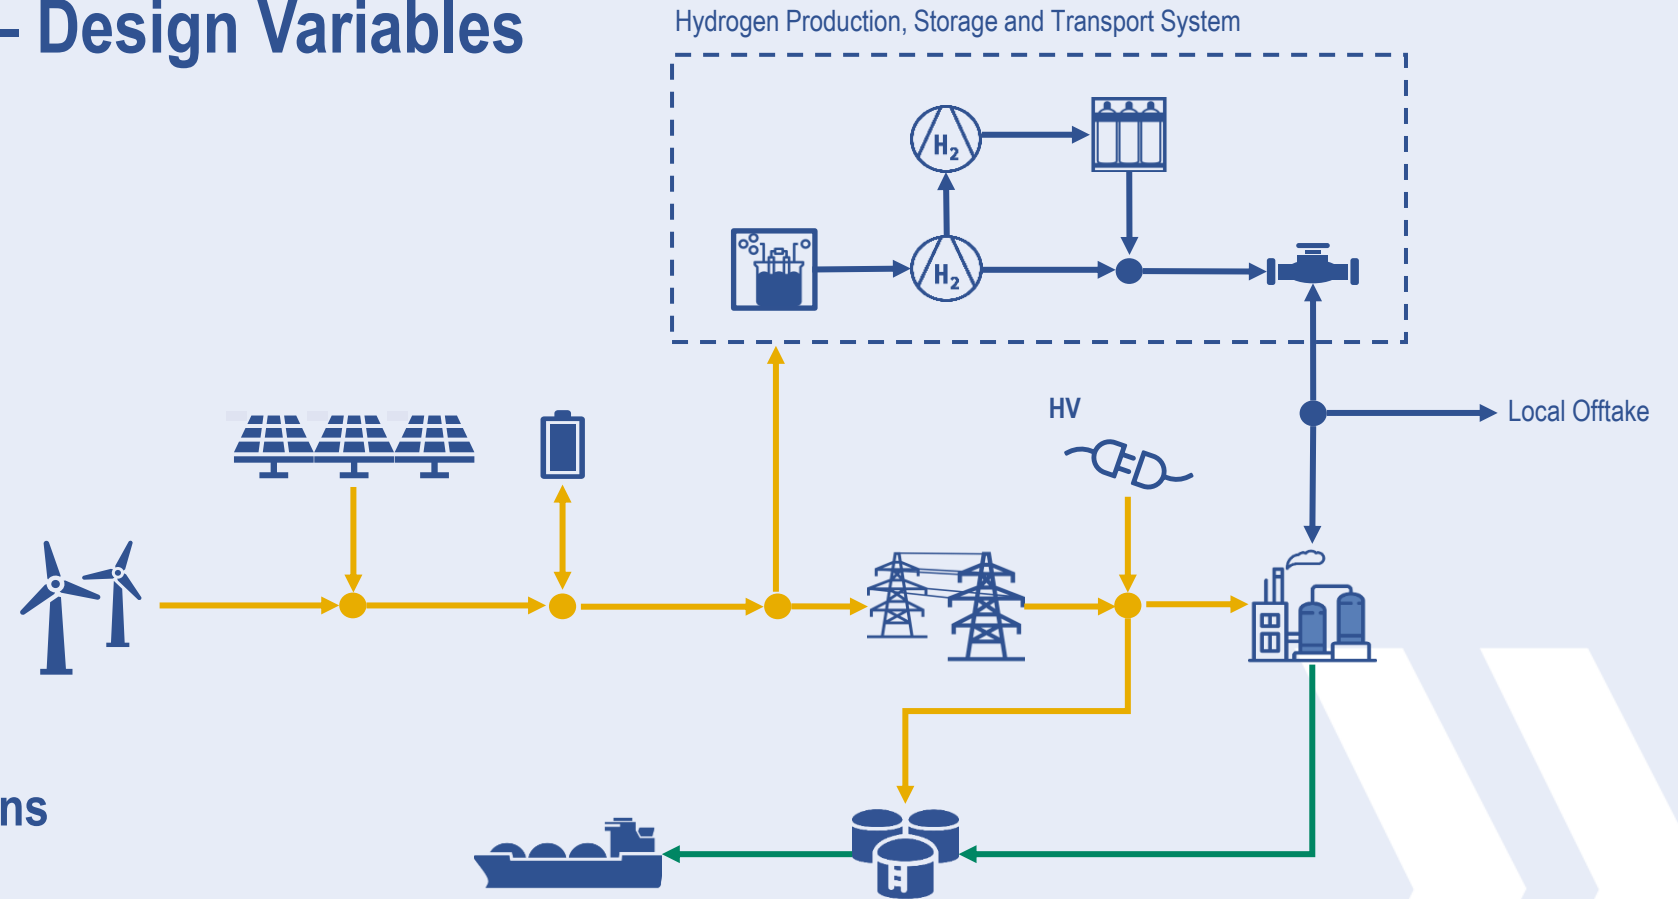 – Design Variables
Hydrogen Production, Storage and Transport System
H2
H2
HV
Local Offtake
ns